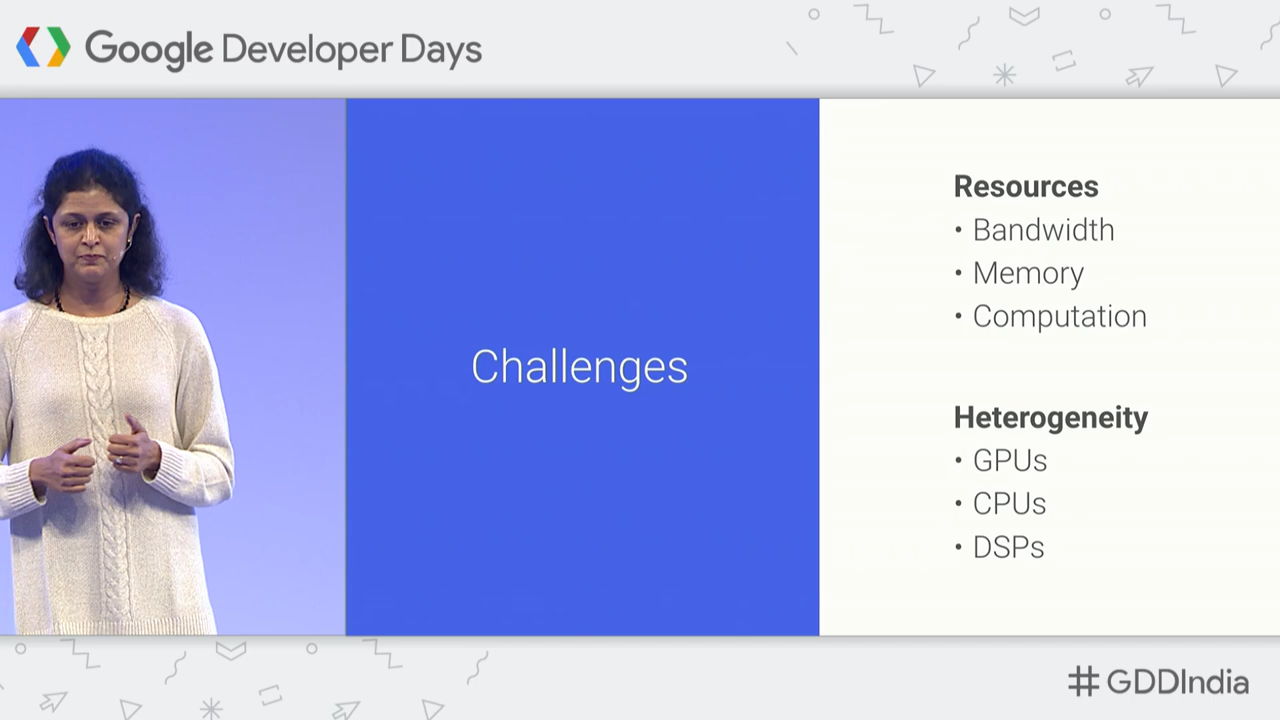 Google Developer Days
Challenges
Resources
• Bandwidth
• Memory
• Computation
Heterogeneity
• GPUs
• CPUs
• DSPs
#GDDIndia